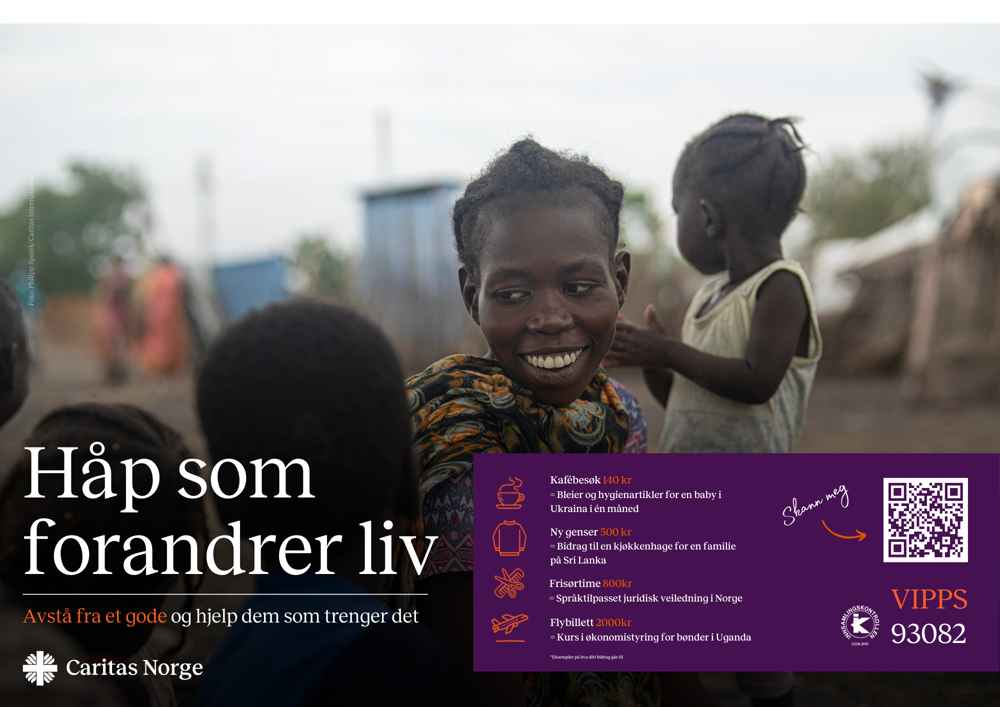 Foto: Philipp Spalek/Caritas international
Håp som
forandrer liv
Avstå fra et gode og hjelp dem som trenger det
Caritas Norge
Kafébesøk 140 kr
= Bleier og hygienartikler for en baby i
Ukraina i én måned
Ny genser 500 kr
= Bidrag til en kjøkkenhage for en familie
på Sri Lanka
Frisørtime 800kr
= Språktilpasset juridisk veiledning i Norge
Flybillett 2000kr
= Kurs i økonomistyring for bønder i Uganda
*Eksempler på hva ditt bidrag går til
Skann meg
INNSAMLINGSKONTROLLEN
GODKJENT
VIPPS
93082